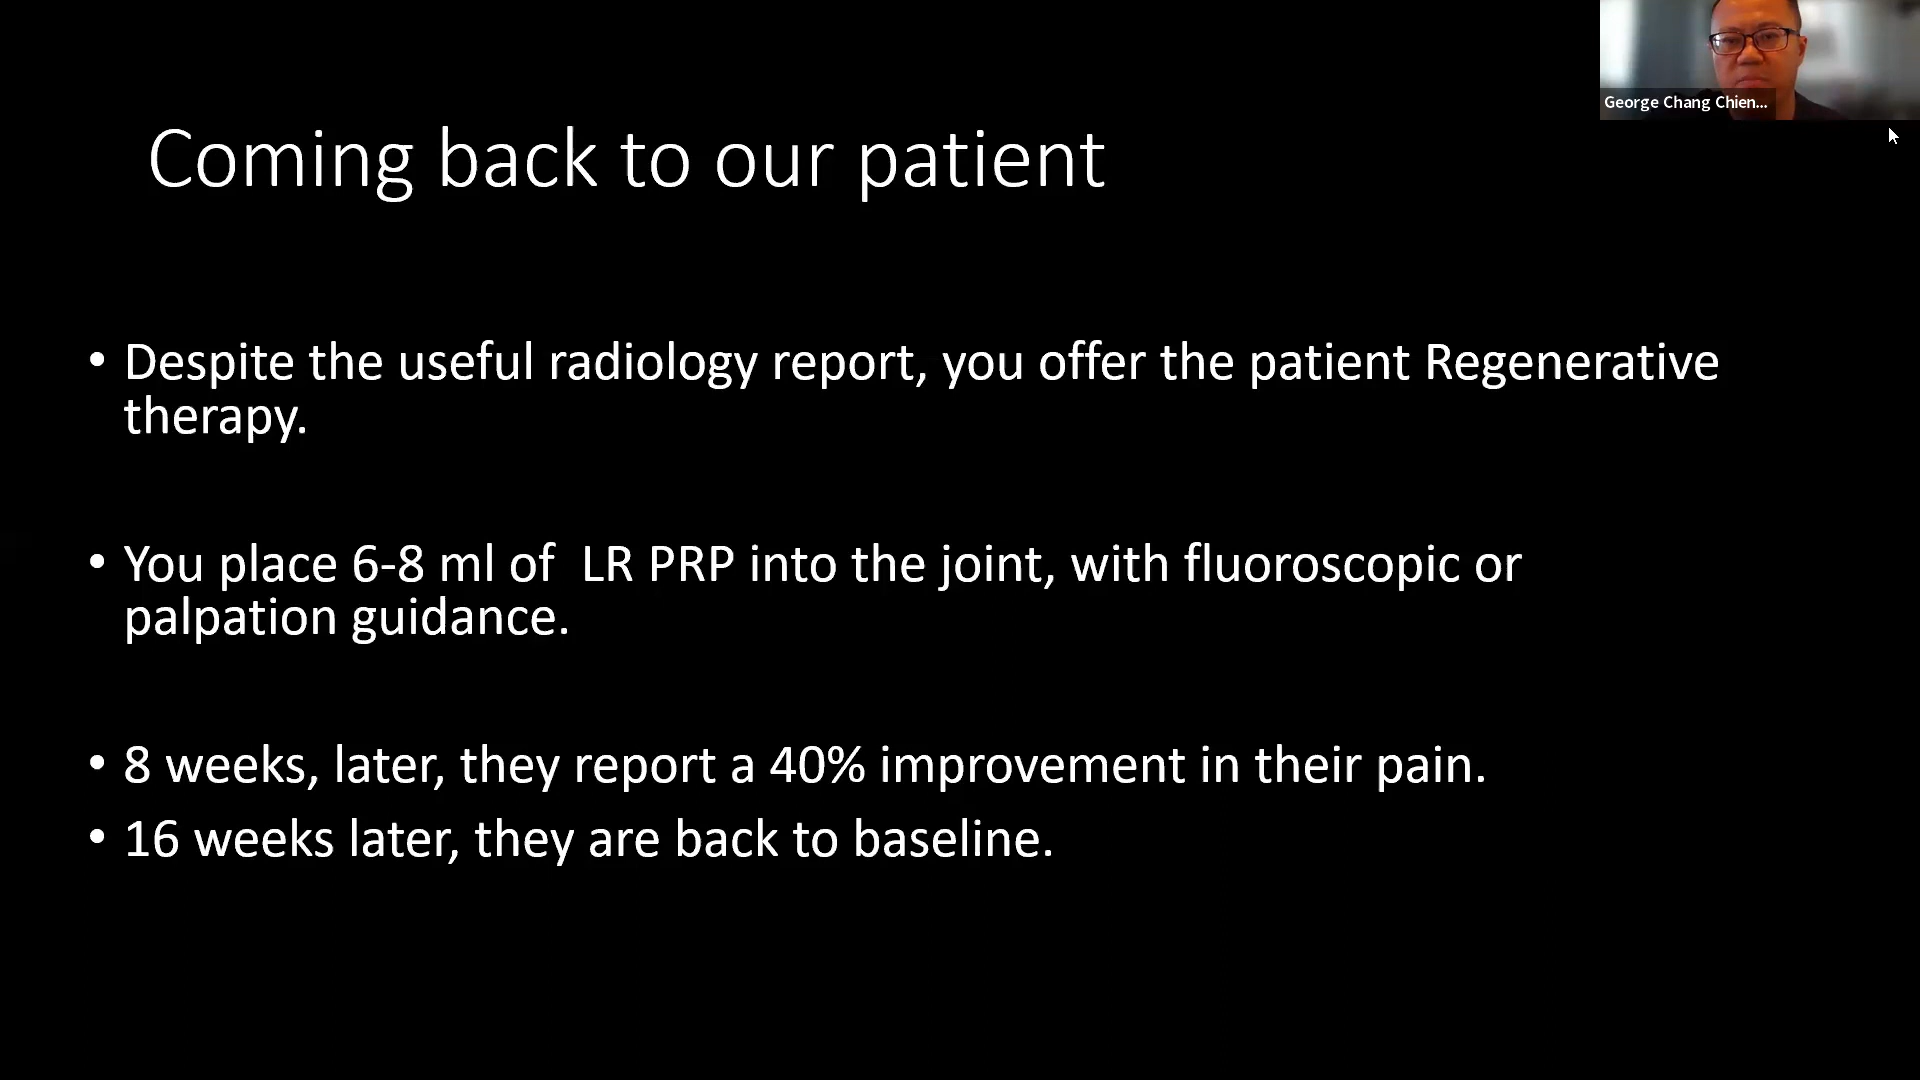 George Chang Chien...
Coming back to our patient
• Despite the useful radiology report, you offer the patient Regenerative
therapy.
• You place 6-8 ml of  LR PRP into the joint, with fluoroscopic or
palpation guidance.
• 8 weeks, later, they report a 40% improvement in their pain.
• 16 weeks later, they are back to baseline.